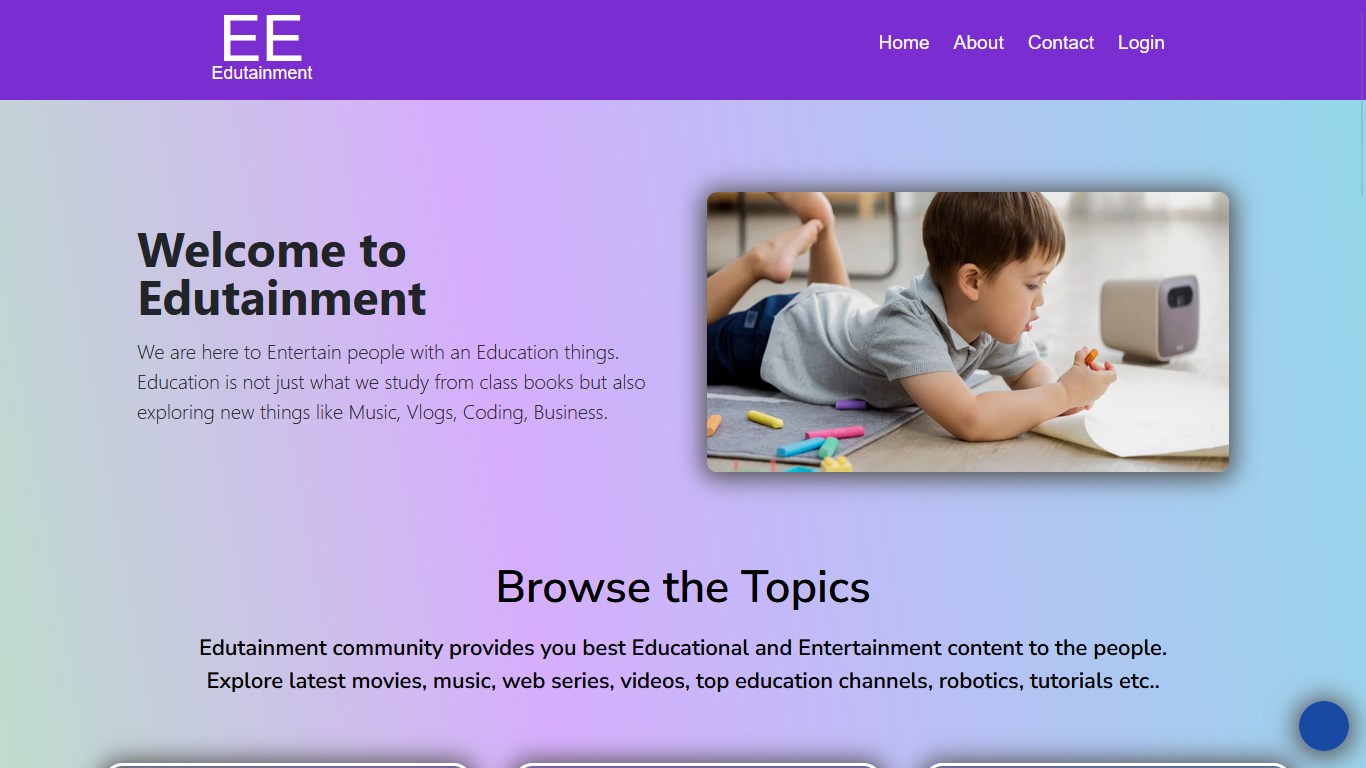 EE
Edutainment
Home About Contact Login
Welcome to
Edutainment
We are here to Entertain people with an Education things.
Education is not just what we study from class books but also
exploring new things like Music, Vlogs, Coding, Business.
Browse the Topics
Edutainment community provides you best Educational and Entertainment content to the people.
Explore latest movies, music, web series, videos, top education channels, robotics, tutorials etc..